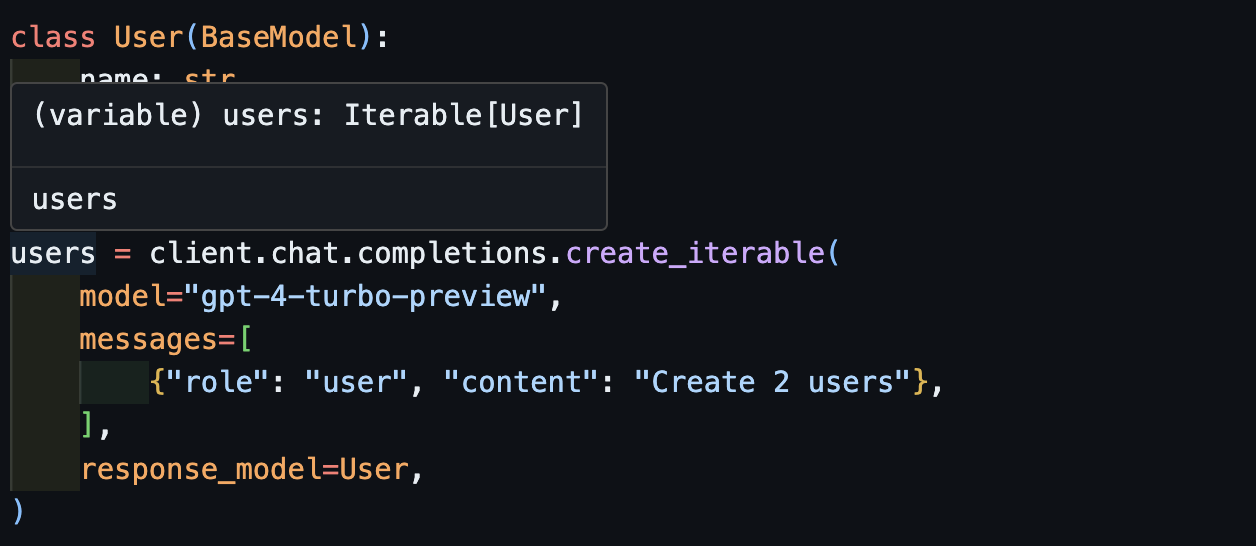 class User(BaseModel):
name: str
(variable) users: Iterable[User]
users
users = client.chat.completions.create_iterable(
model="gpt-4-turbo-preview",
messages=[
{"role": "user", "content": "Create 2 users"},
],
response_model=User,
)